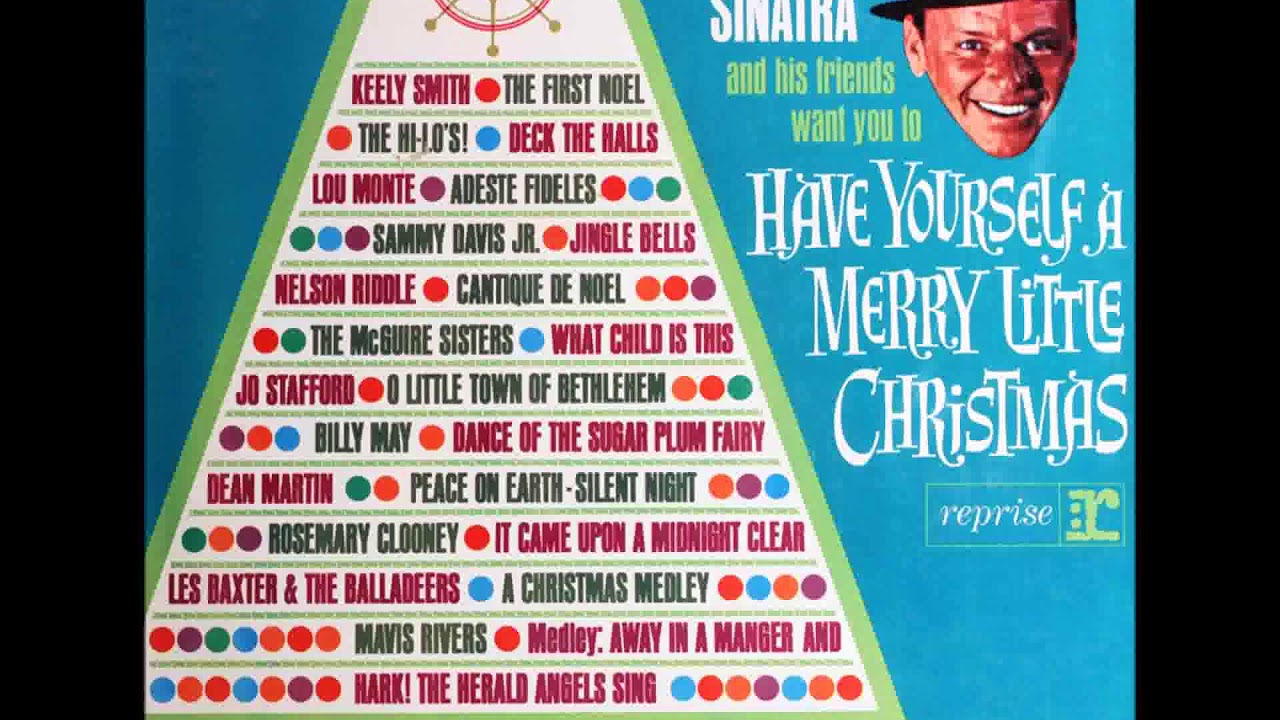 KEELY SMITH THE FIRST NOEL
THE HI-LO'S! DECK THE HALLS
LOU MONTE ADESTE FIDELES
SAMMY DAVIS JR. JINGLE BELLS
NELSON RIDDLE CANTIQUE DE NOEL
THE McGUIRE SISTERS WHAT CHILD IS THIS
JO STAFFORD O LITTLE TOWN OF BETHLEHEM
BILLY MAY DANCE OF THE SUGAR PLUM FAIRY
DEAN MARTIN PEACE ON EARTH-SILENT NIGHT
ROSEMARY CLOONEY IT CAME UPON A MIDNIGHT CLEAR
LES BAXTER & THE BALLADEERS A CHRISTMAS MEDLEY
MAVIS RIVERS Medley: AWAY IN A MANGER AND
HARK! THE HERALD ANGELS SING
SINATRA
and his friends
want you to
HAVE YOURSELF A
MERRY LITTLE
CHRISTMAS
reprise r